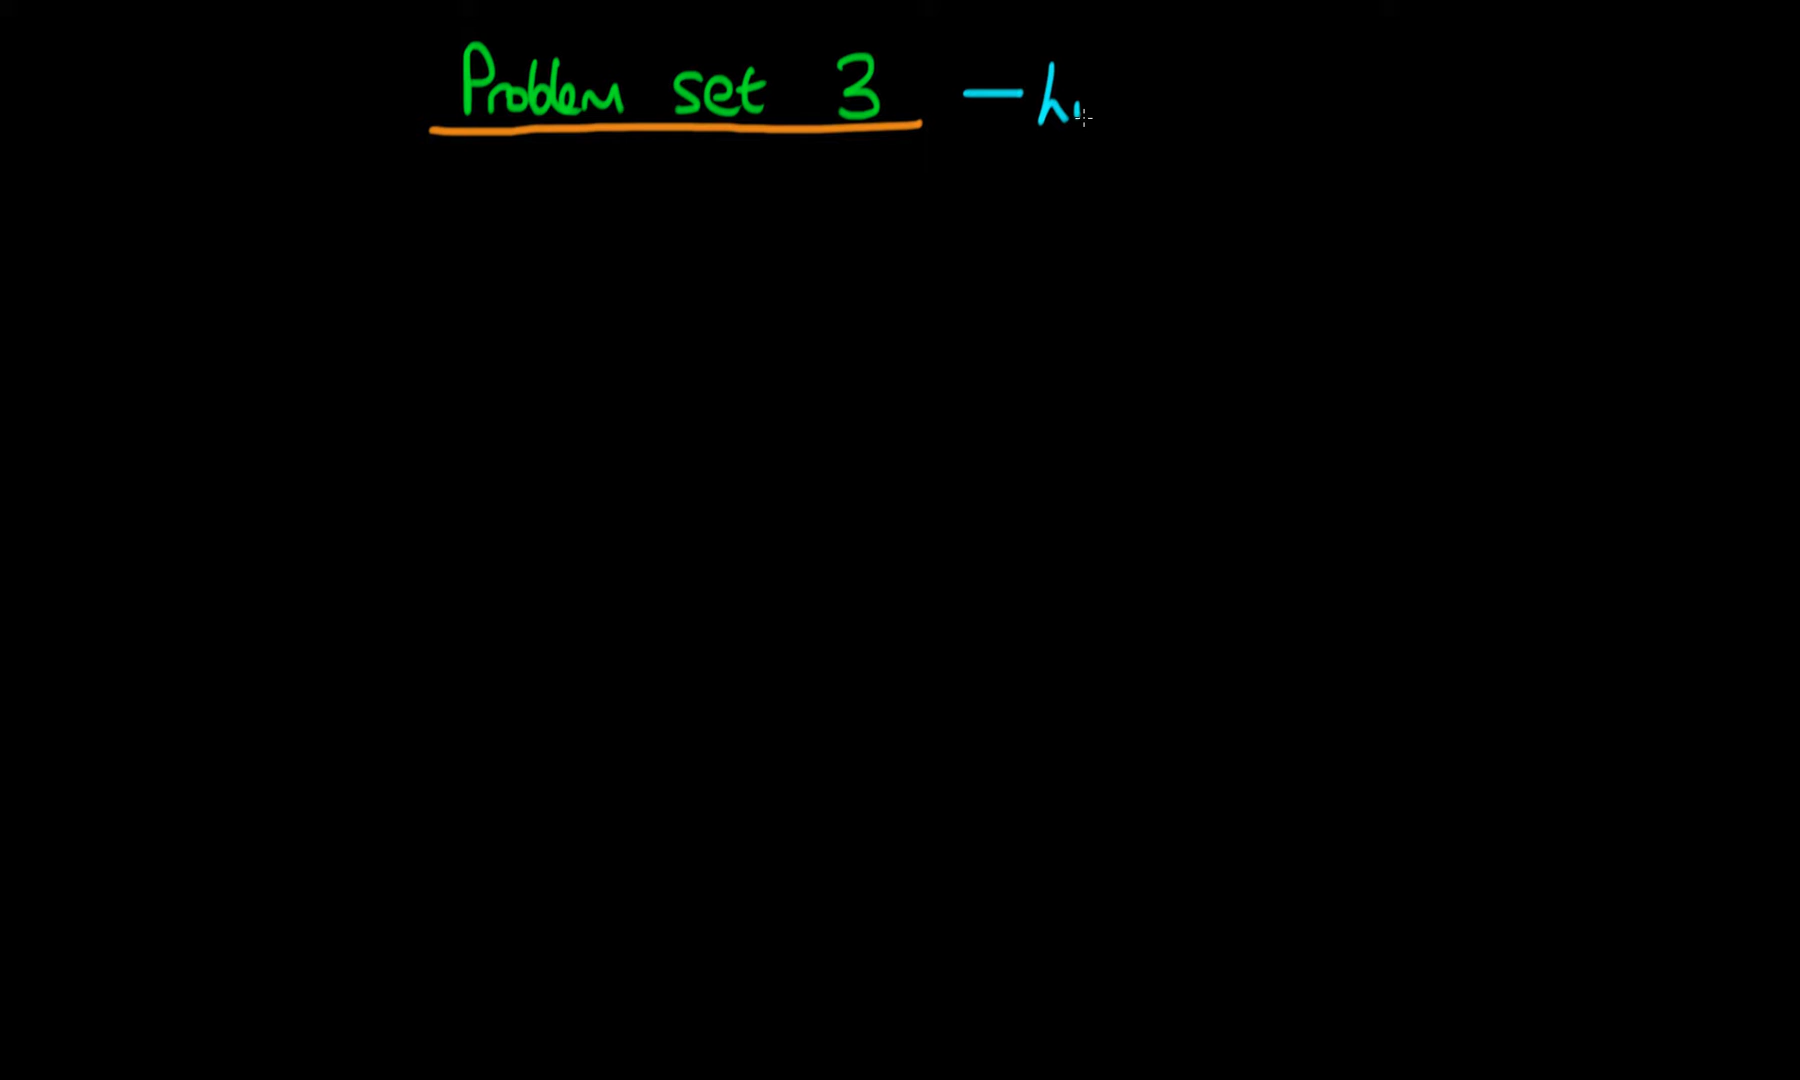 Problem set 3 – h